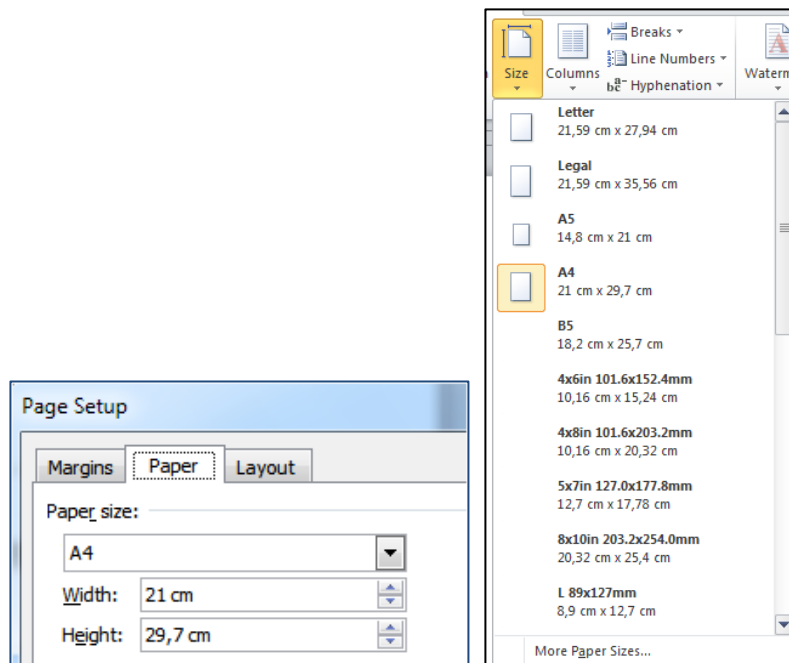 Page Setup
Margins Paper Layout
Paper size:
A4
Width: 21 cm
Height: 29,7 cm
Size
Columns
Breaks
Line Numbers
Hyphenation
Letter
21,59 cm x 27,94 cm
Legal
21,59 cm x 35,56 cm
A5
14,8 cm x 21 cm
A4
21 cm x 29,7 cm
B5
18,2 cm x 25,7 cm
4x6in 101.6x152.4mm
10,16 cm x 15,24 cm
4x8in 101.6x203.2mm
10,16 cm x 20,32 cm
5x7in 127.0x177.8mm
12,7 cm x 17,78 cm
8x10in 203.2x254.0mm
20,32 cm x 25,4 cm
L 89x127mm
8,9 cm x 12,7 cm
More Paper Sizes...